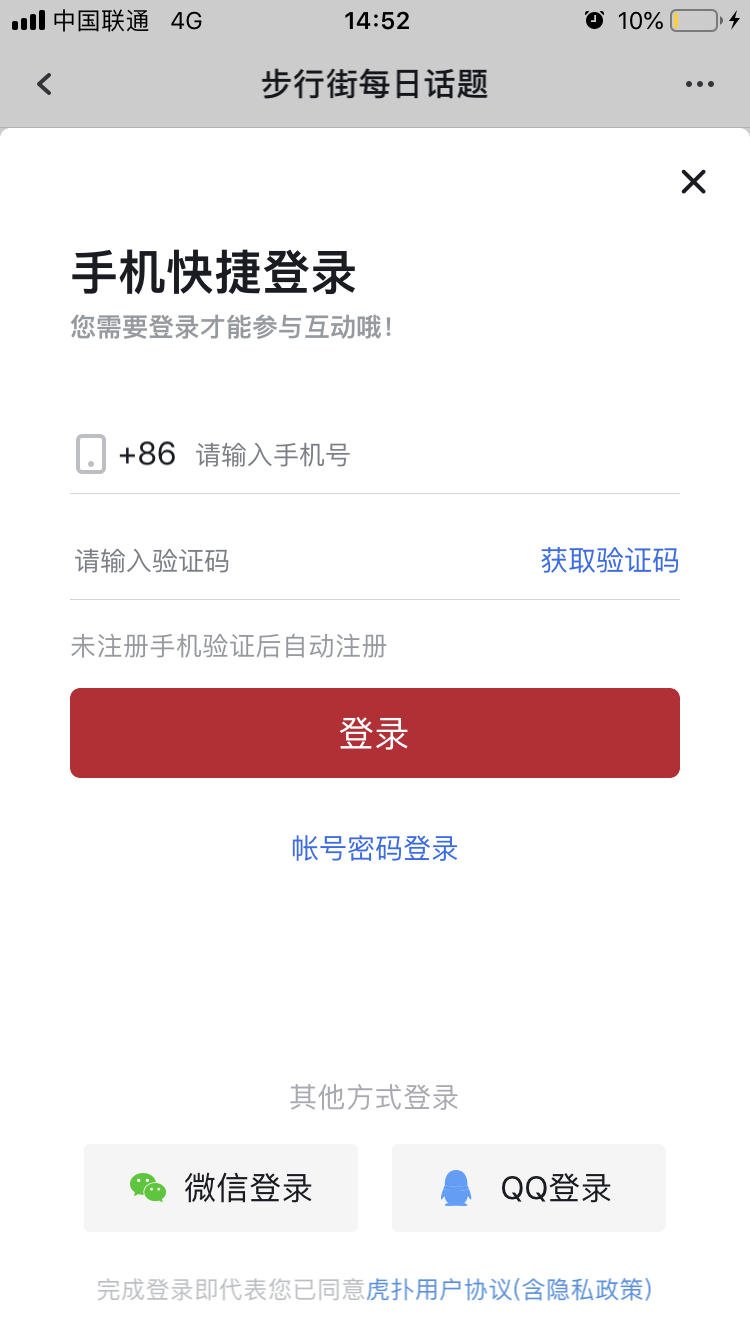 中国联通 4G 14:52 10%
步行街每日话题
手机快捷登录
您需要登录才能参与互动哦!
+86 请输入手机号
请输入验证码 获取验证码
未注册手机验证后自动注册
登录
帐号密码登录
其他方式登录
微信登录 QQ登录
完成登录即代表您已同意虎扑用户协议(含隐私政策)